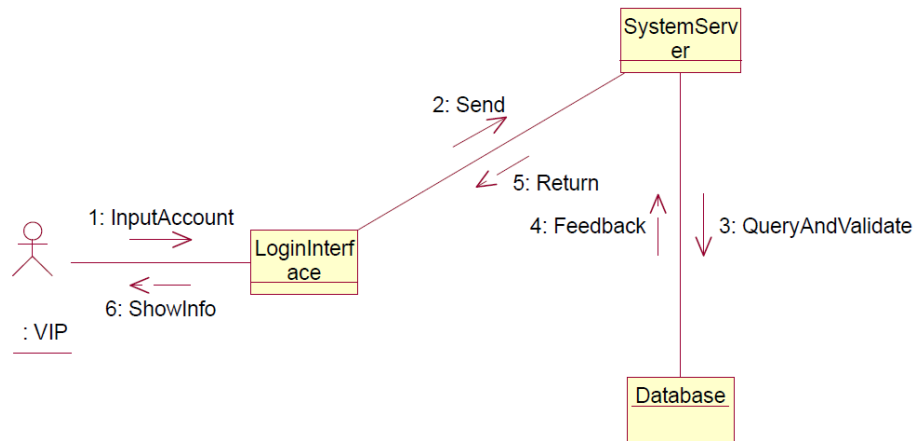 SystemServ
er
2: Send
5: Return
1: InputAccount
4: Feedback
3: QueryAndValidate
LoginInterf
ace
6: ShowInfo
: VIP
Database